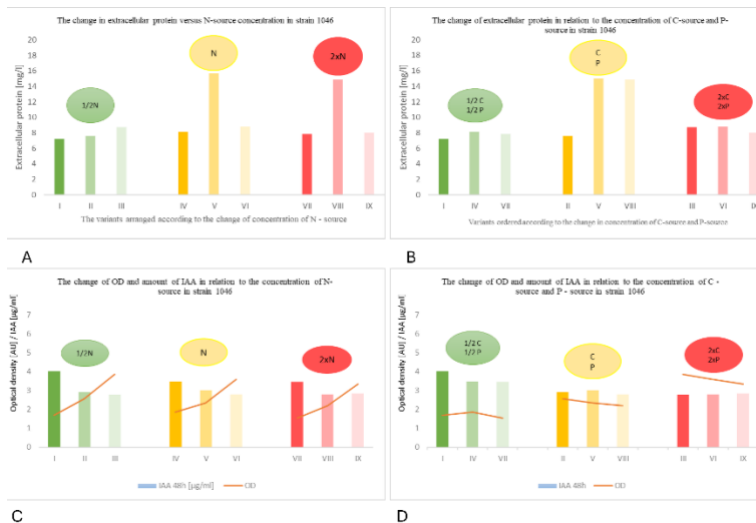 The change in extracellular protein versus N-source concentration in strain 1046
Extracellular protein [mg/l]
20
18
16
14
12
10
8
6
4
2
0
1/2N
N
2xN
I II III IV V VI VII VIII IX
The variants arranged according to the change of concentration of N - source
A
The change of extracellular protein in relation to the concentration of C-source and P-
source in strain 1046
Extracellular protein [mg/l]
20
18
16
14
12
10
8
6
4
2
0
1/2 C
1/2 P
C
P
2xC
2xP
I IV VII II V VIII III VI IX
Variants ordered according to the change in concentration of C-source and P-source
B
The change of OD and amount of IAA in relation to the concentration of N-
source in strain 1046
Optical density [AU] / IAA [µg/ml]
7
6
5
4
3
2
1
0
1/2N
N
2xN
I II III IV V VI VII VIII IX
IAA 48h [µg/ml] OD
C
The change of OD and amount of IAA in relation to the concentration of C -
source and P - source in strain 1046
Optical density [AU] / IAA [µg/ml]
7
6
5
4
3
2
1
0
1/2 C
1/2 P
C
P
2xC
2xP
I IV VII II V VIII III VI IX
IAA 48h [µg/ml] OD
D